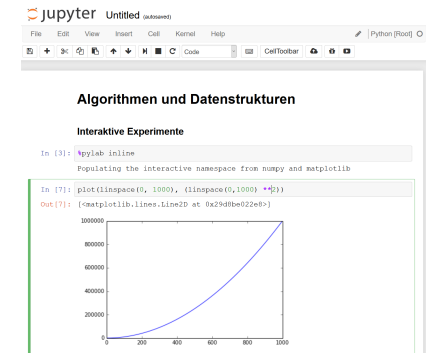 jupyter Untitled (autosaved)
File Edit View Insert Cell Kernel Help Python [Root]
Code CellToolbar
Algorithmen und Datenstrukturen
Interaktive Experimente
In [3]: %pylab inline
Populating the interactive namespace from numpy and matplotlib
In [7]: plot(linspace(0, 1000), (linspace(0,1000) **2))
Out[7]: [<matplotlib.lines.Line2D at 0x29d8be022e8>]
1000000
800000
600000
400000
200000
0
0 200 400 600 800 1000